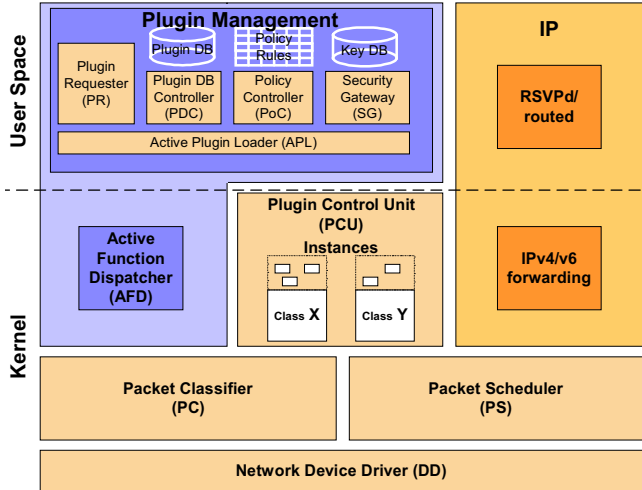 User Space
Kernel
Plugin Management
Plugin DB
Policy
Rules
Key DB
Plugin
Requester
(PR)
Plugin DB
Controller
(PDC)
Policy
Controller
(PoC)
Security
Gateway
(SG)
Active Plugin Loader (APL)
IP
RSVPd/
routed
Active
Function
Dispatcher
(AFD)
Plugin Control Unit
(PCU)
Instances
Class X
Class Y
IPv4/v6
forwarding
Packet Classifier
(PC)
Packet Scheduler
(PS)
Network Device Driver (DD)